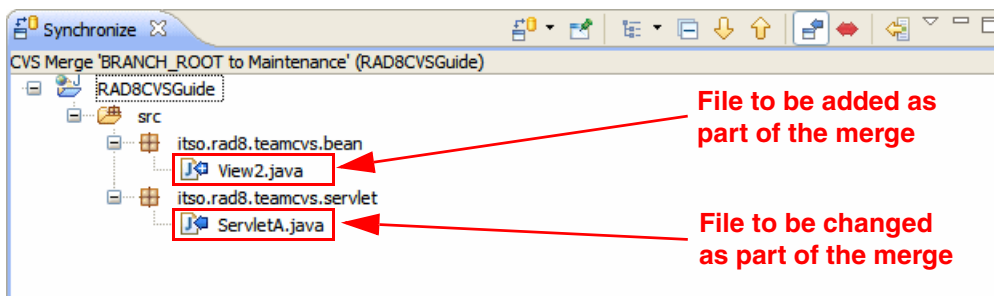 Synchronize
CVS Merge 'BRANCH_ROOT to Maintenance' (RAD8CVSGuide)
RAD8CVSGuide
src
itso.rad8.teamcvs.bean
View2.java
itso.rad8.teamcvs.servlet
ServletA.java
File to be added as
part of the merge
File to be changed
as part of the merge